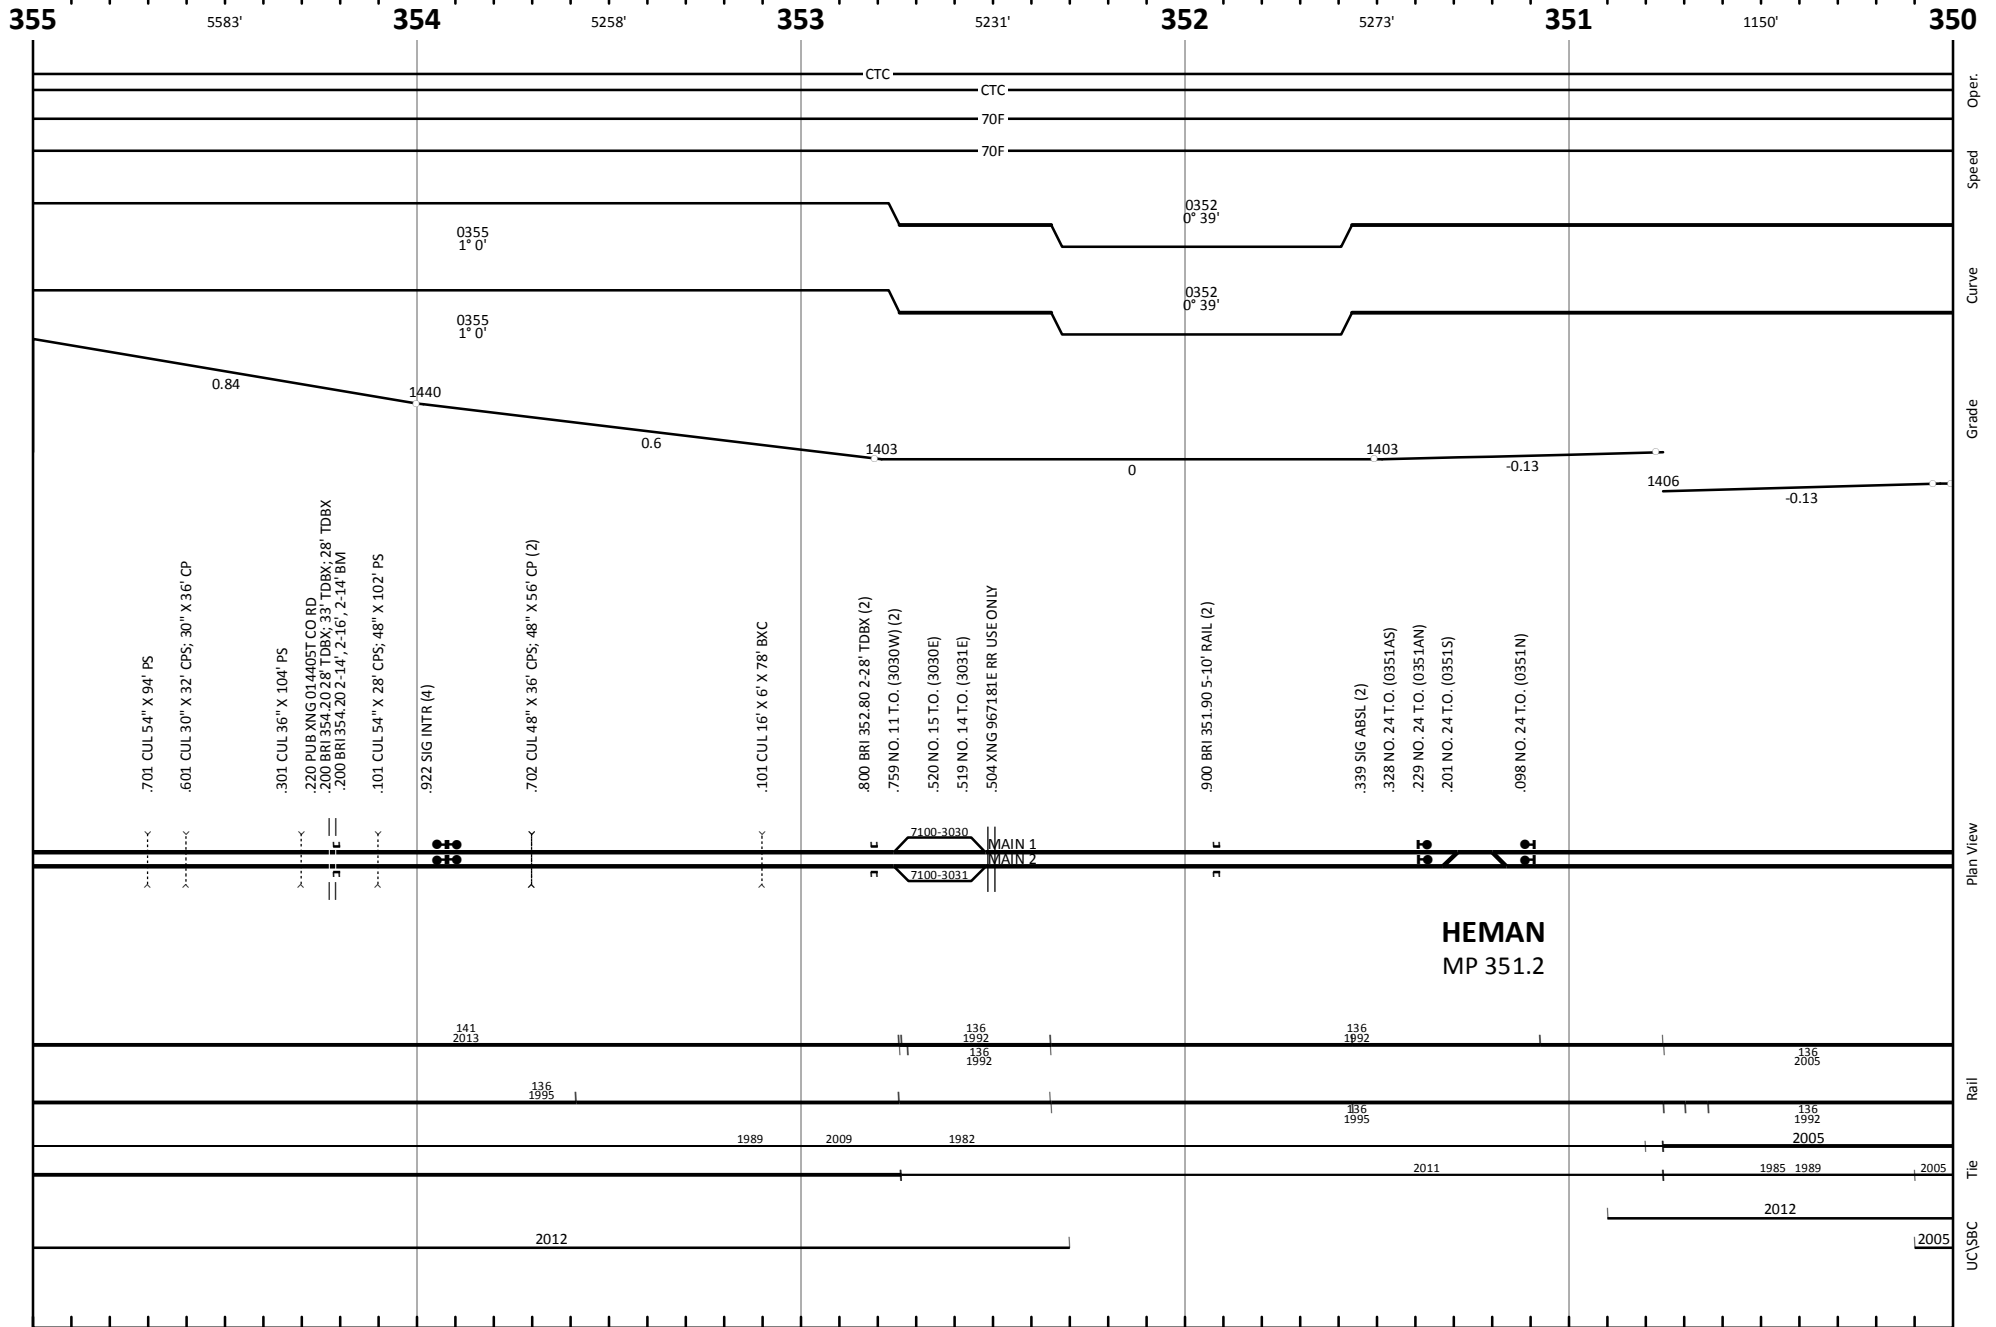 355 5583' 354 5258' 353 5231' 352 5273' 351 1150' 350
CTC
CTC
Oper.
70F
70F
Speed
0352
0° 39'
0355
1° 0'
0352
0° 39'
Curve
0355
1° 0'
0.84
1440
0.6
1403
0
1403
-0.13
1406
-0.13
Grade
.701 CUL 54" X 94' PS
.601 CUL 30" X 32' CPS; 30" X 36' CP
.301 CUL 36" X 104' PS
.220 PUB XNG 014405T CO RD
.200 BRI 354.20 28' TDBX; 33' TDBX; 28' TDBX
.200 BRI 354.20 2-14', 2-16', 2-14' BM
.101 CUL 54" X 28' CPS; 48" X 102' PS
.922 SIG INTR (4)
.702 CUL 48" X 36' CPS; 48" X 56' CP (2)
.101 CUL 16' X 6' X 78' BXC
.800 BRI 352.80 2-28' TDBX (2)
.759 NO. 11 T.O. (3030W) (2)
.520 NO. 15 T.O. (3030E)
.519 NO. 14 T.O. (3031E)
.504 XNG 967181E RR USE ONLY
.900 BRI 351.90 5-10' RAIL (2)
.339 SIG ABSL (2)
.328 NO. 24 T.O. (0351AS)
.229 NO. 24 T.O. (0351AN)
.201 NO. 24 T.O. (0351S)
.098 NO. 24 T.O. (0351N)
7100-3030
MAIN 1
MAIN 2
7100-3031
Plan View
HEMAN
MP 351.2
141
2013
136
1992
136
1992
136
1992
136
2005
136
1995
136
1995
136
1992
Rail
1989 2009 1982 2005
2011 1985 1989 2005
Tie
2012
2012 2005
UC\SBC